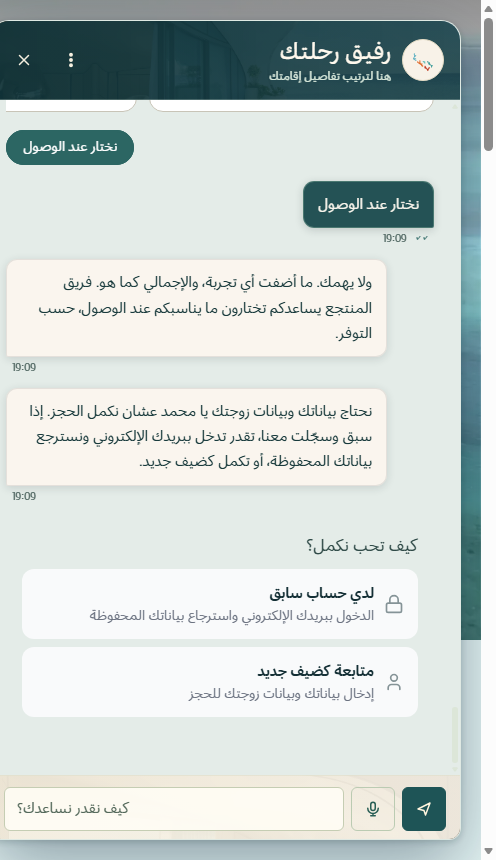 رفيق رحلتك
هنا لترتيب تفاصيل إقامتك
نختار عند الوصول
نختار عند الوصول
19:09
ولا يهمك. ما أضفت أي تجربة، والإجمالي كما هو. فريق
المنتجع يساعدكم تختارون ما يناسبكم عند الوصول، حسب
التوفر.
19:09
نحتاج بياناتك وبيانات زوجتك يا محمد عشان نكمل الحجز. إذا
سبق وسجّلت معنا، تقدر تدخل ببريدك الإلكتروني ونسترجع
بياناتك المحفوظة، أو تكمل كضيف جديد.
19:09
كيف تحب نكمل؟
لدي حساب سابق
الدخول ببريدك الإلكتروني واسترجاع بياناتك المحفوظة
متابعة كضيف جديد
إدخال بياناتك وبيانات زوجتك للحجز
كيف نقدر نساعدك؟